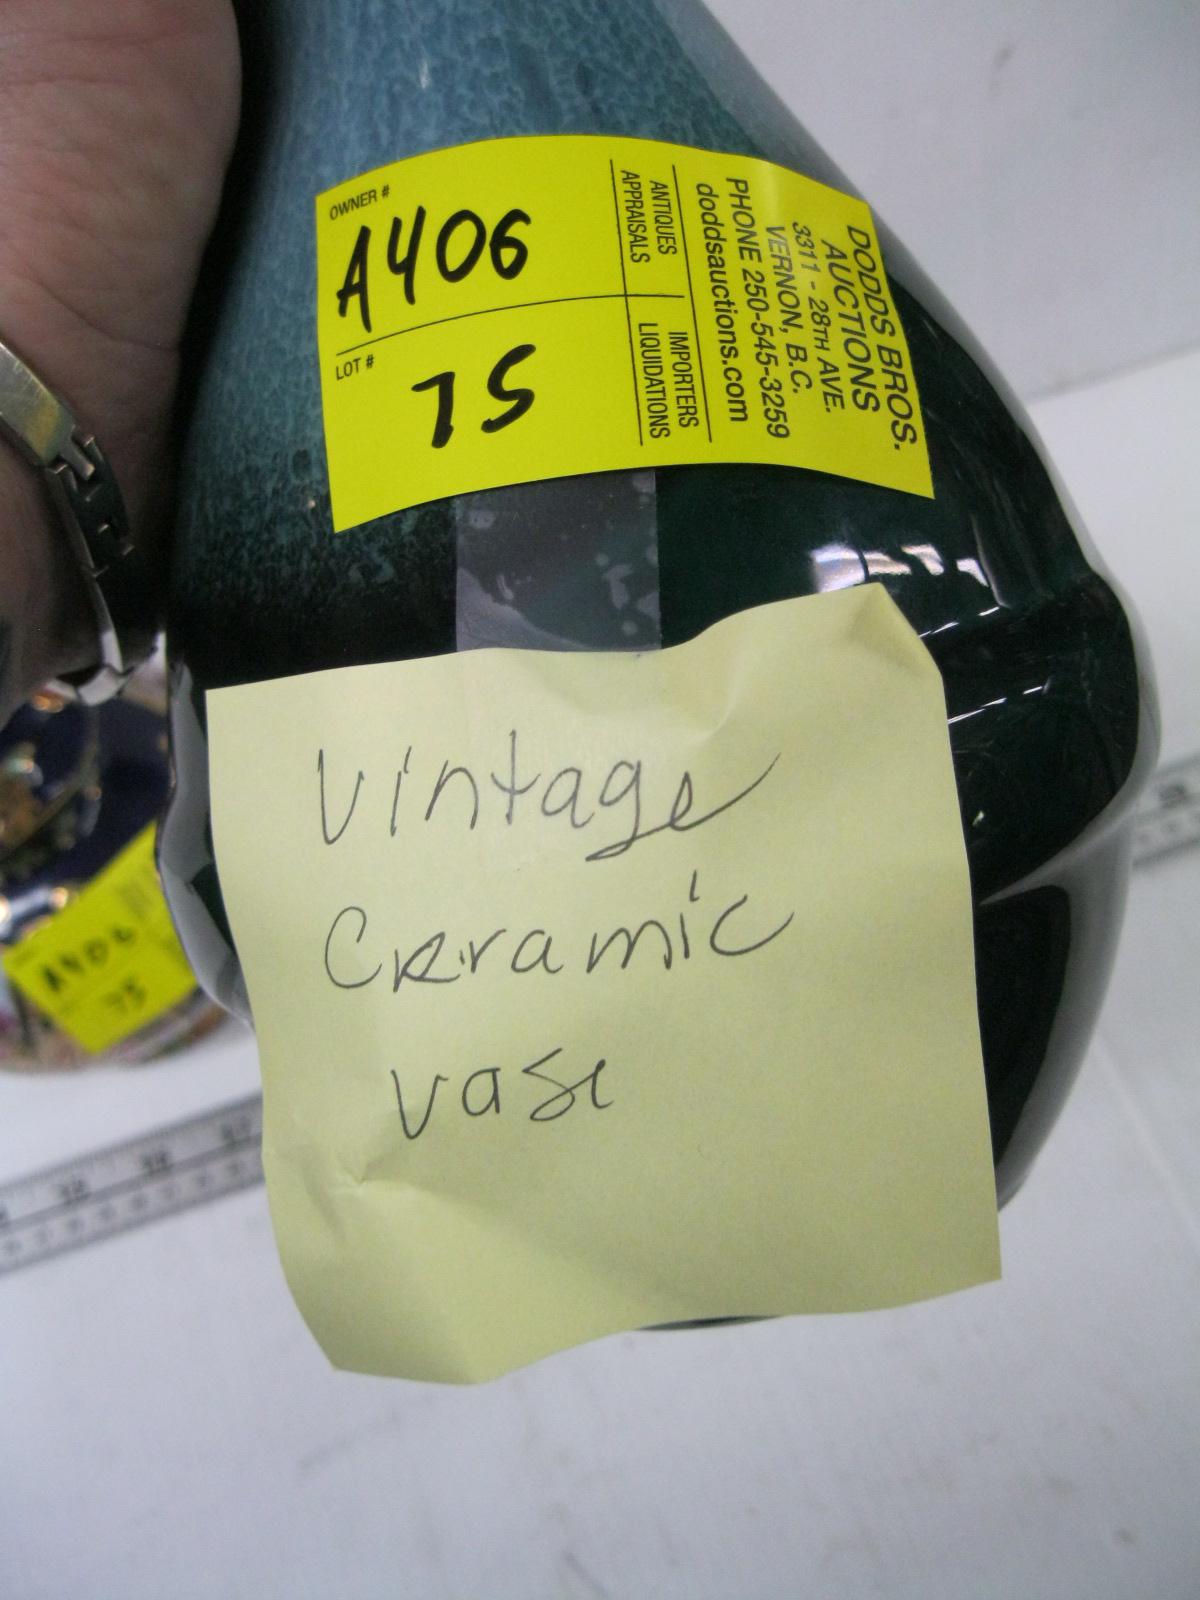 OWNER #
A406
LOT #
75
ANTIQUES
APPRAISALS
IMPORTERS
LIQUIDATIONS
DODDS BROS.
AUCTIONS
3311 - 28TH AVE.
VERNON, B.C.
PHONE 250-545-3259
doddsauctions.com
Vintage
Ceramic
vase
A406
75